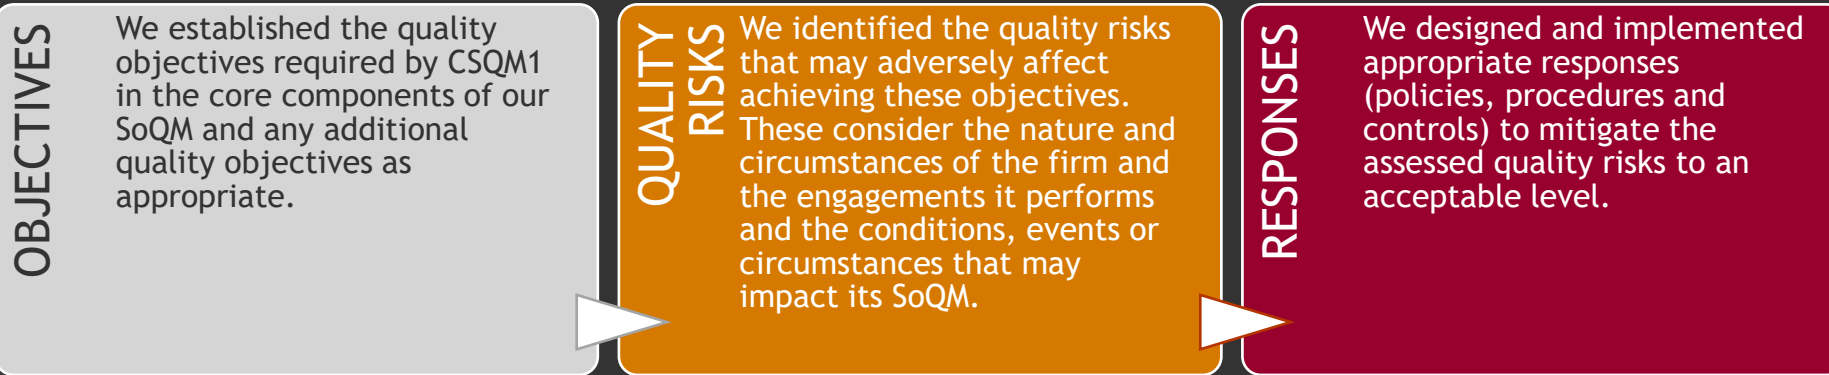 OBJECTIVES
We established the quality
objectives required by CSQM1
in the core components of our
SoQM and any additional
quality objectives as
appropriate.
QUALITY
RISKS
We identified the quality risks
that may adversely affect
achieving these objectives.
These consider the nature and
circumstances of the firm and
the engagements it performs
and the conditions, events or
circumstances that may
impact its SoQM.
RESPONSES
We designed and implemented
appropriate responses
(policies, procedures and
controls) to mitigate the
assessed quality risks to an
acceptable level.